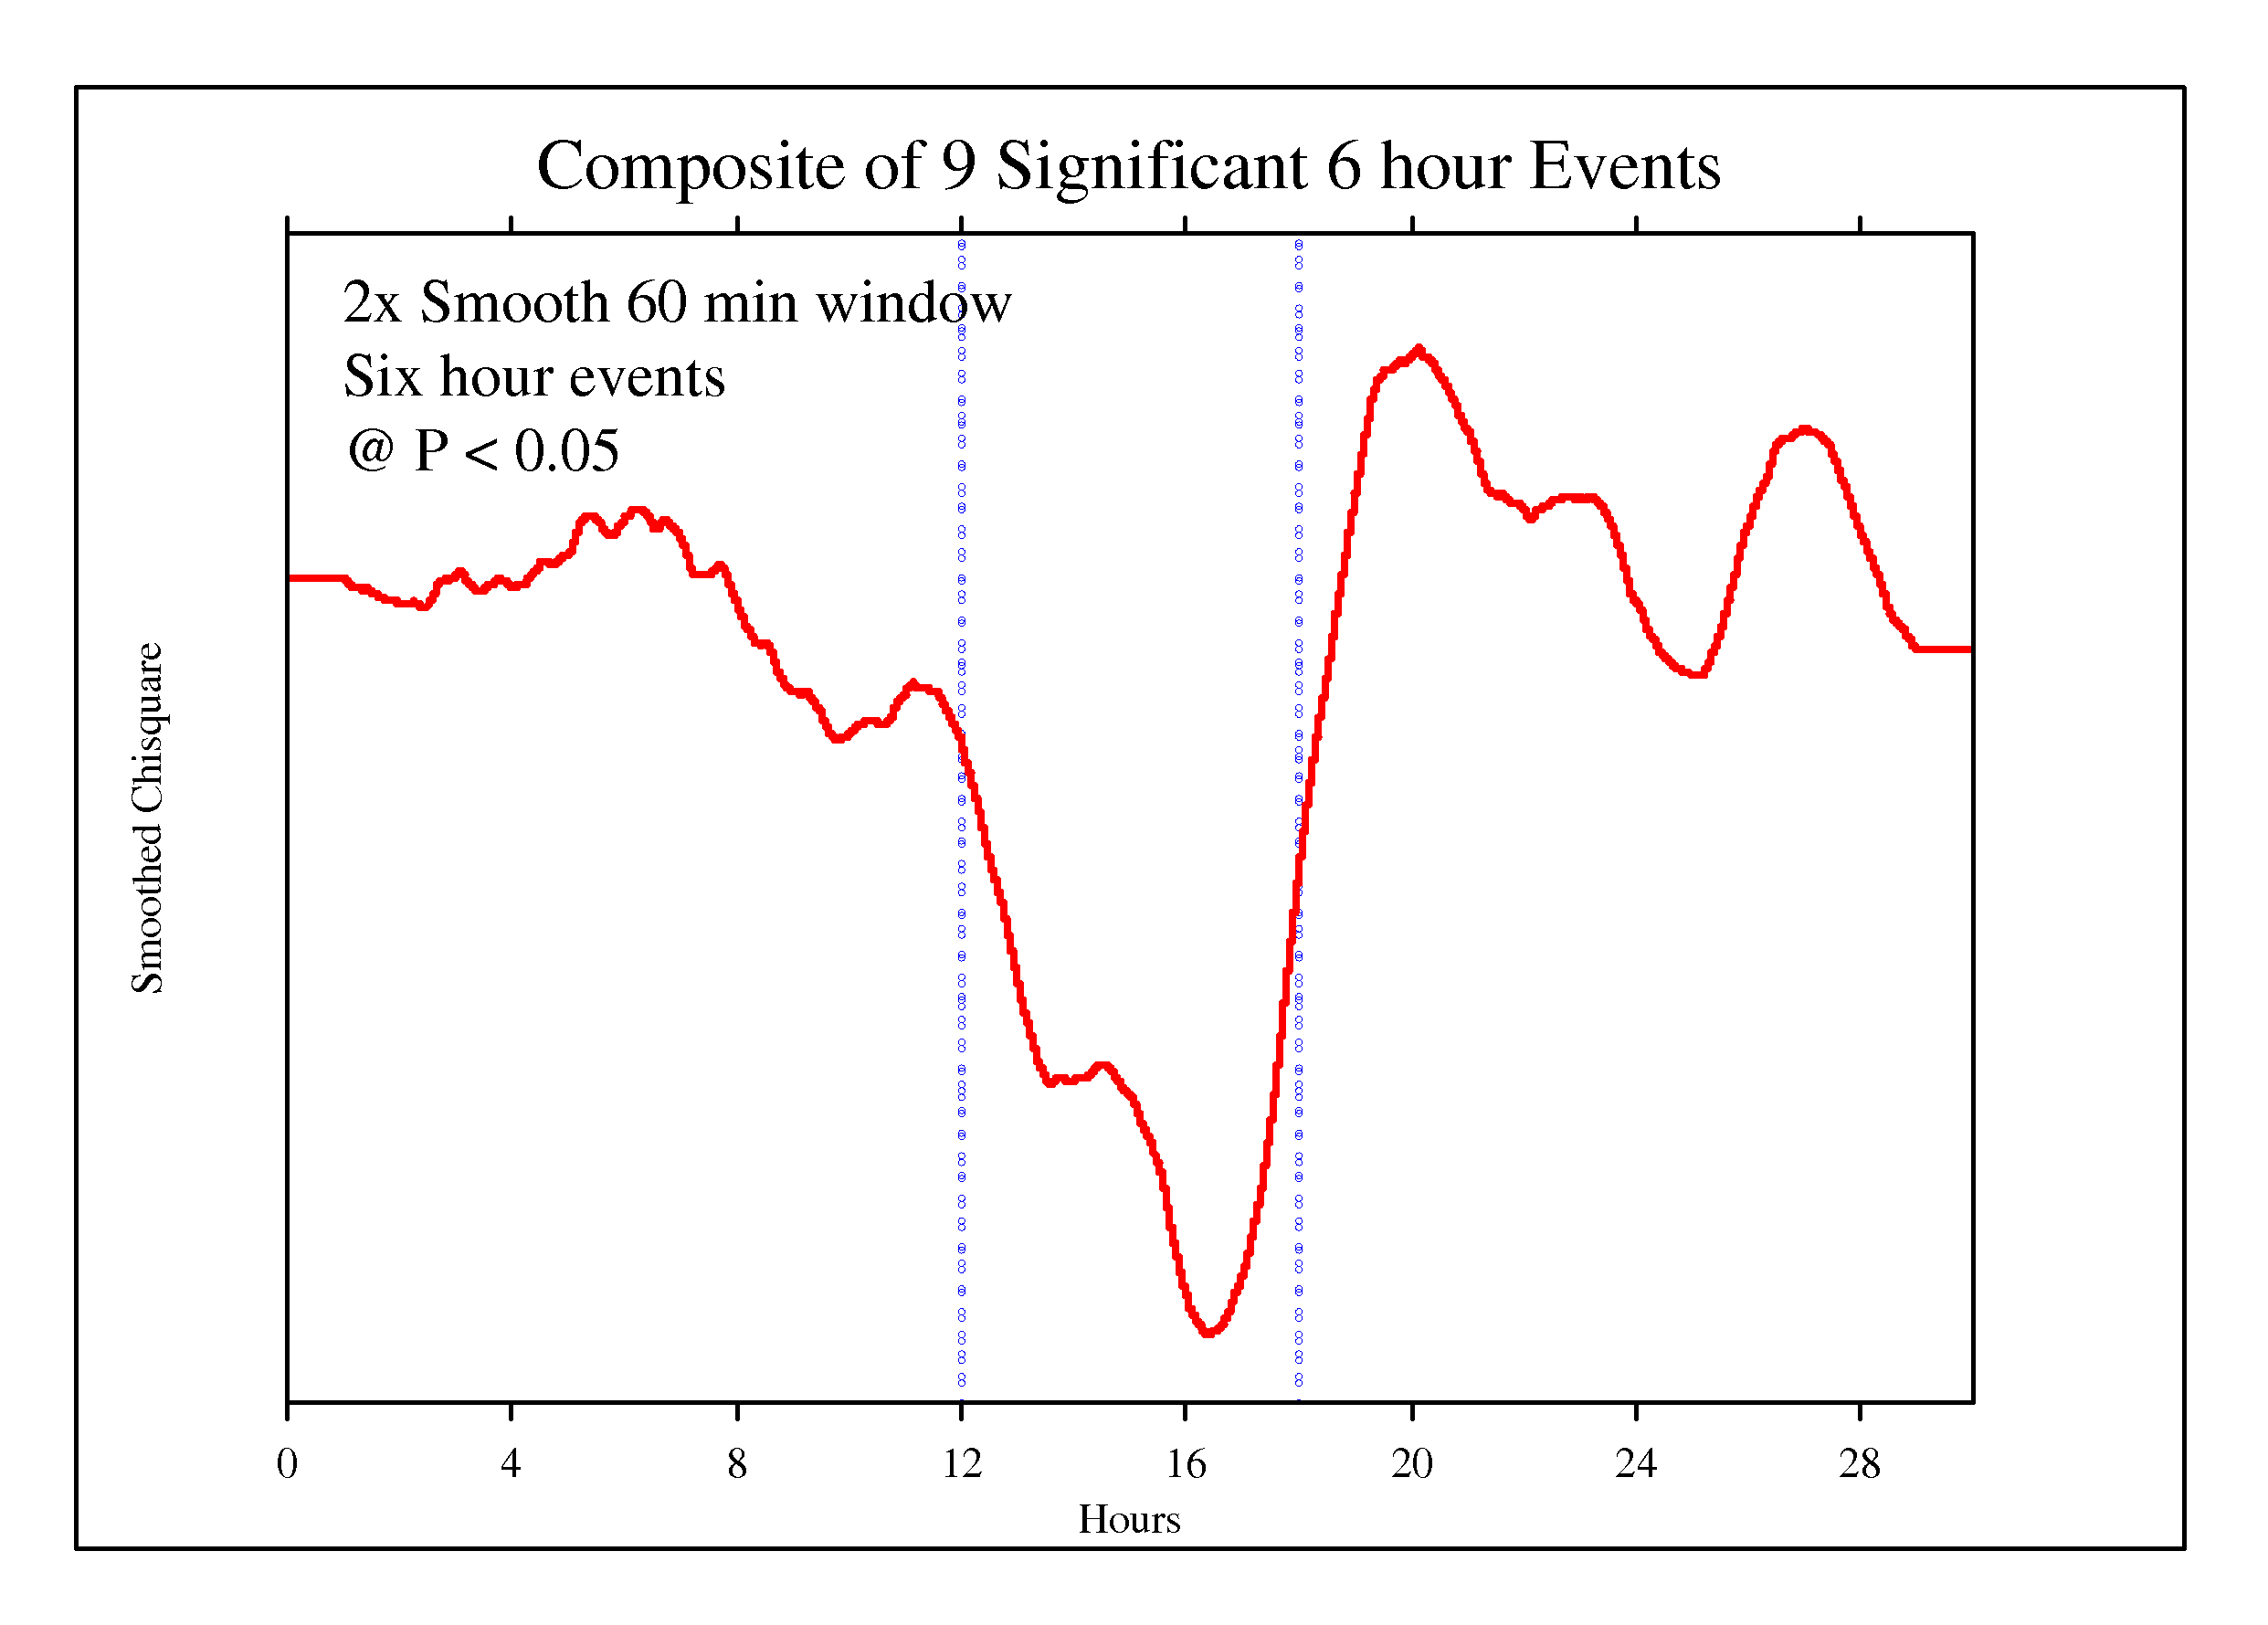 Composite of 9 Significant 6 hour Events
2x Smooth 60 min window
Six hour events
@ P < 0.05
Smoothed Chisquare
0 4 8 12 16 20 24 28
Hours